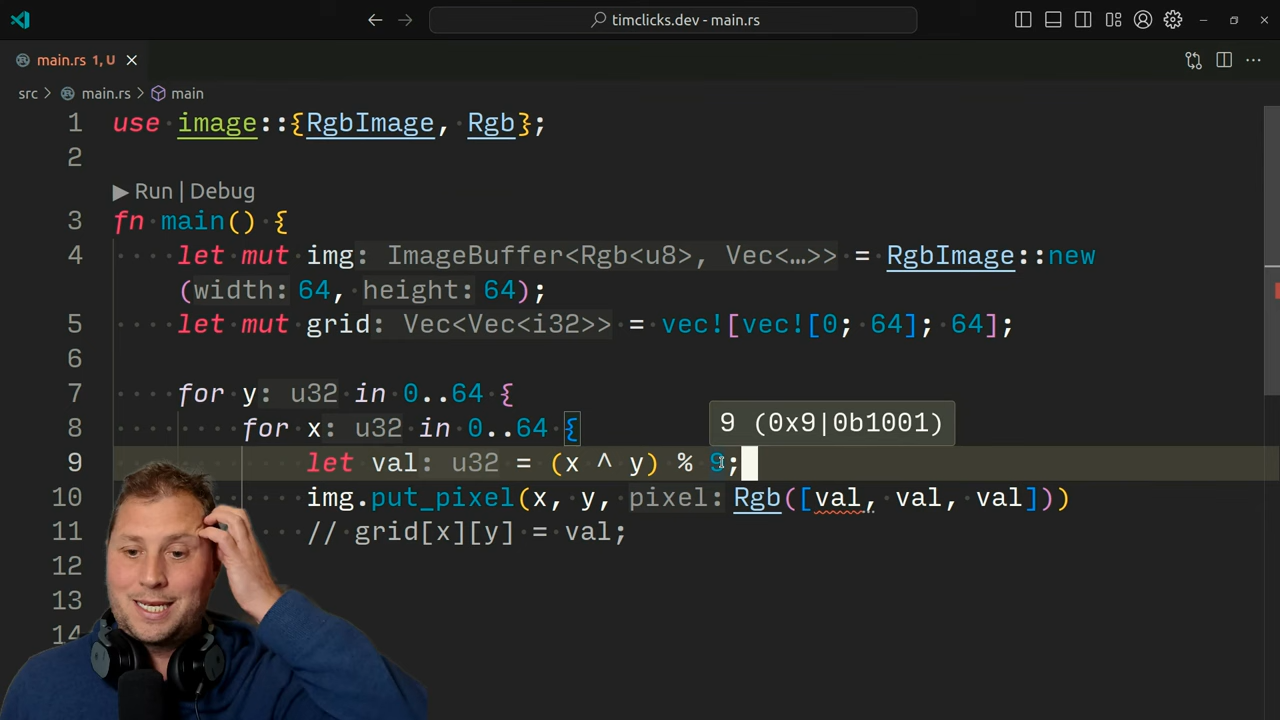 timclicks.dev - main.rs
main.rs 1, U
src > main.rs > main
1 use image::{RgbImage, Rgb};
2
Run | Debug
3 fn main() {
4 let mut img: ImageBuffer<Rgb<u8>, Vec<…>> = RgbImage::new
(width: 64, height: 64);
5 let mut grid: Vec<Vec<i32>> = vec![vec![0; 64]; 64];
6
7 for y: u32 in 0..64 {
8 for x: u32 in 0..64 {
9 (0x9|0b1001)
9 let val: u32 = (x ^ y) % 9;
10 img.put_pixel(x, y, pixel: Rgb([val, val, val]))
11 // grid[x][y] = val;
12
13
14